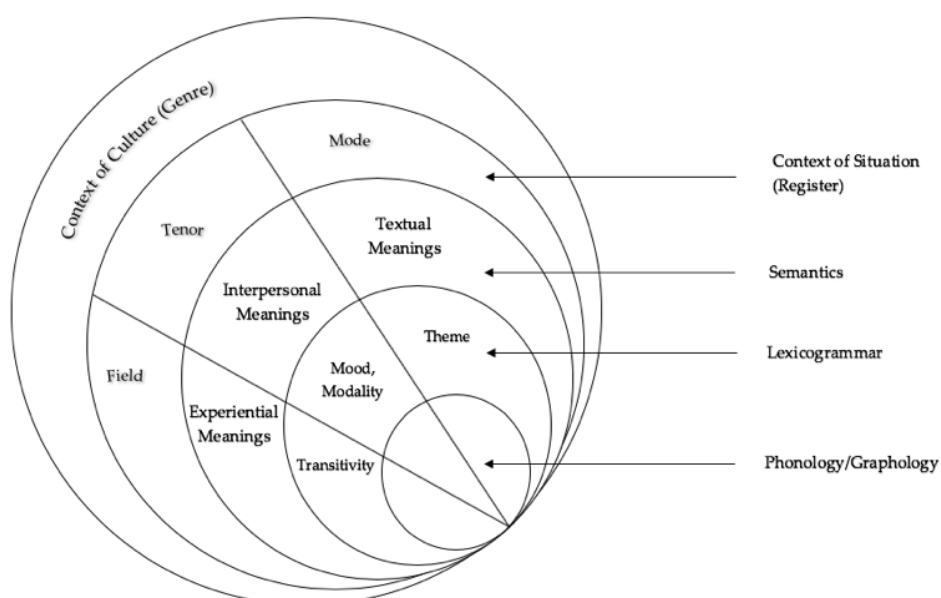 Context of Culture (Genre)
Mode
Context of Situation
(Register)
Tenor
Textual
Meanings
Semantics
Interpersonal
Meanings
Theme
Lexicogrammar
Field
Mood,
Modality
Experiential
Meanings
Transitivity
Phonology/Graphology